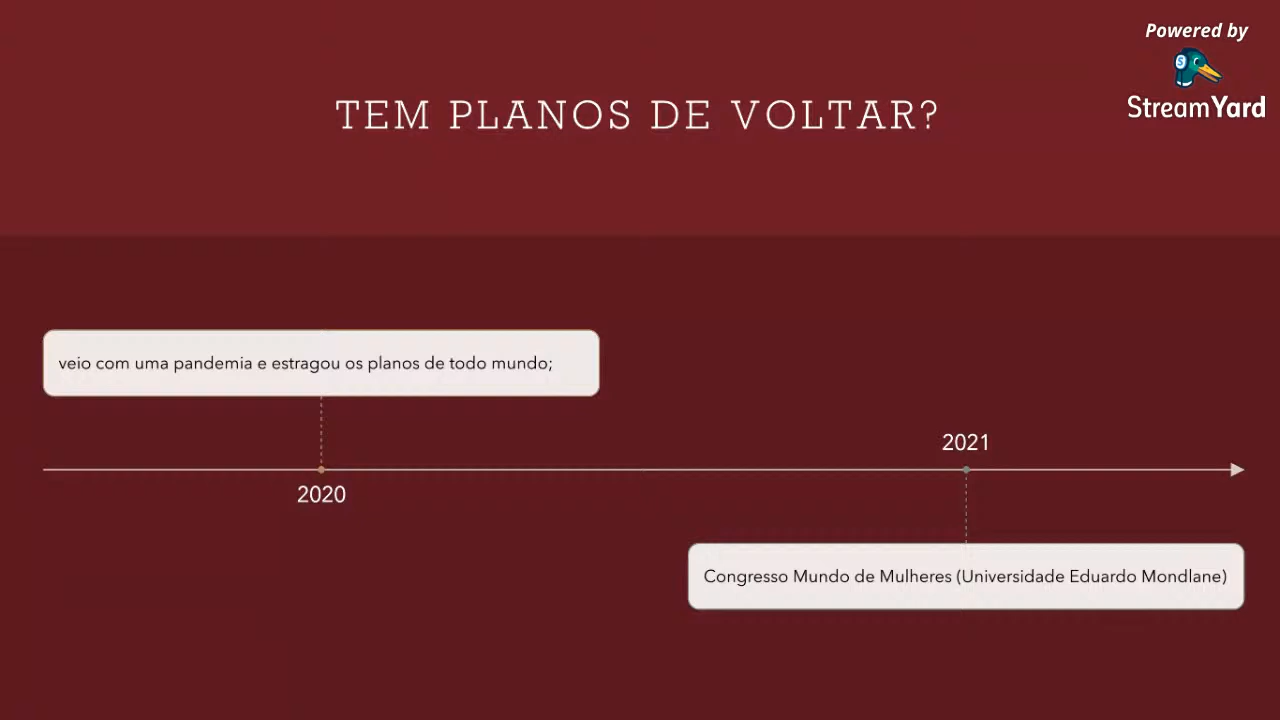 Powered by
StreamYard
TEM PLANOS DE VOLTAR?
veio com uma pandemia e estragou os planos de todo mundo;
2021
2020
Congresso Mundo de Mulheres (Universidade Eduardo Mondlane)